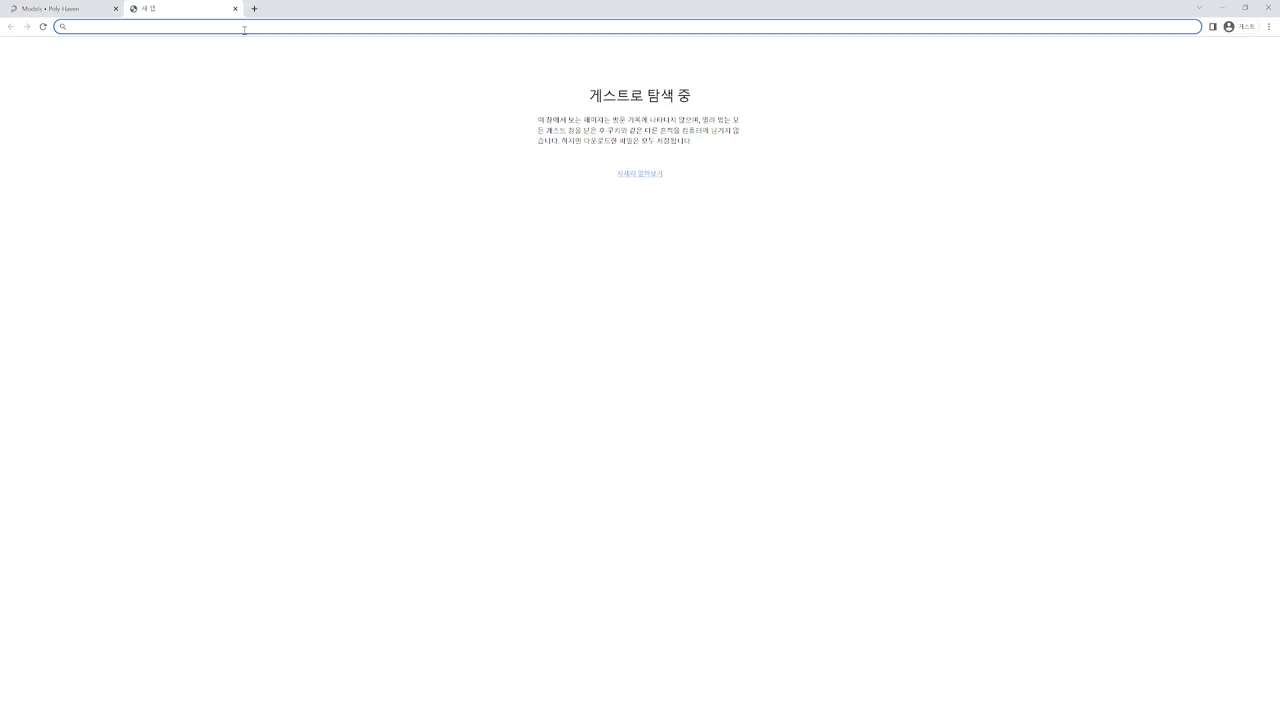 Models • Poly Haven
새 탭
게스트
게스트로 탐색 중
이 창에서 보는 페이지는 방문 기록에 나타나지 않으며, 열려 있는 모
든 게스트 창을 닫은 후 쿠키와 같은 다른 흔적을 컴퓨터에 남기지 않
습니다. 하지만 다운로드한 파일은 모두 저장됩니다.
자세히 알아보기